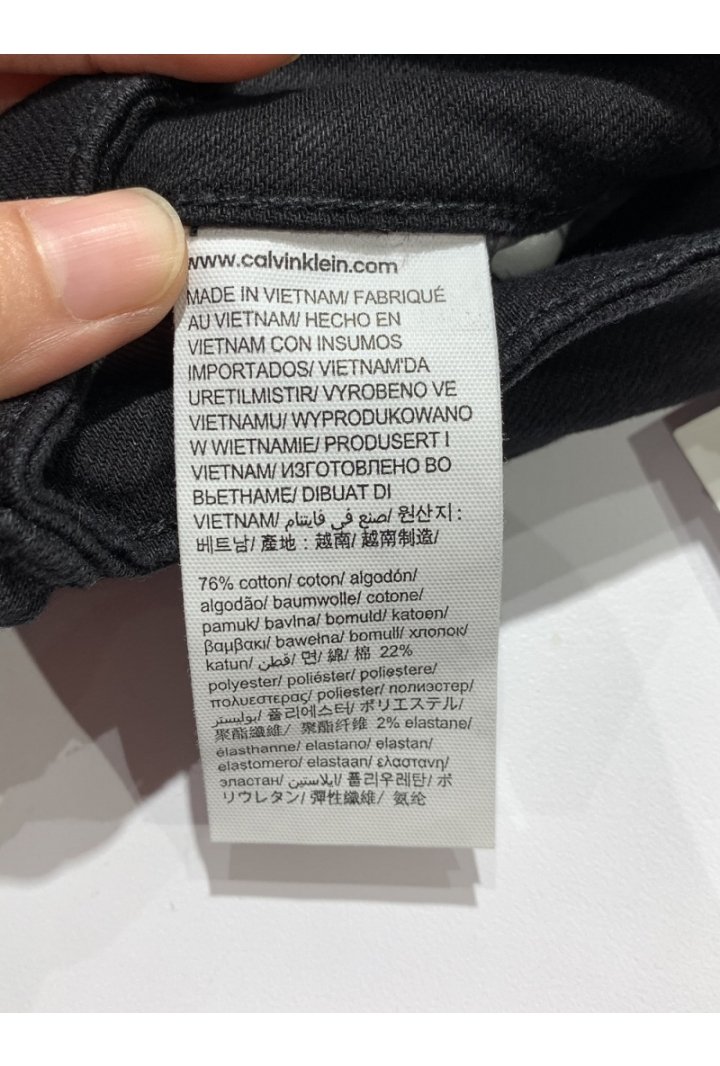 www.calvinklein.com
MADE IN VIETNAM/ FABRIQUÉ
AU VIETNAM/ HECHO EN
VIETNAM CON INSUMOS
IMPORTADOS/ VIETNAM'DA
URETILMISTIR/ VYROBENO VE
VIETNAMU/ WYPRODUKOWANO
W WIETNAMIE/ PRODUSERT I
VIETNAM/ ИЗГОТОВЛЕНО ВО
ВЬЕТНАМЕ/ DIBUAT DI
VIETNAM/ صنع في فايتنام/ 원산지 :
베트남/ 產地 : 越南/ 越南制造/
76% cotton/ coton/ algodón/
algodão/ baumwolle/ cotone/
pamuk/ bavlna/ bomuld/ katoen/
βαμβακι/ bawełna/ bomull/ хлопок/
katun/ قطن/ 면/ 綿/ 棉 22%
polyester/ poliéster/ poliestere/
πολυεστερας/ poliester/ полиэстер/
بوليستر/ 폴리에스터/ ポリエステル/
聚酯纖維/ 聚酯纤维 2% elastane/
élasthanne/ elastano/ elastan/
elastomero/ elastaan/ ελαστανη/
эластан/ ايلاستين/ 폴리우레탄/ ポ
リウレタン/ 彈性纖維/ 氨纶